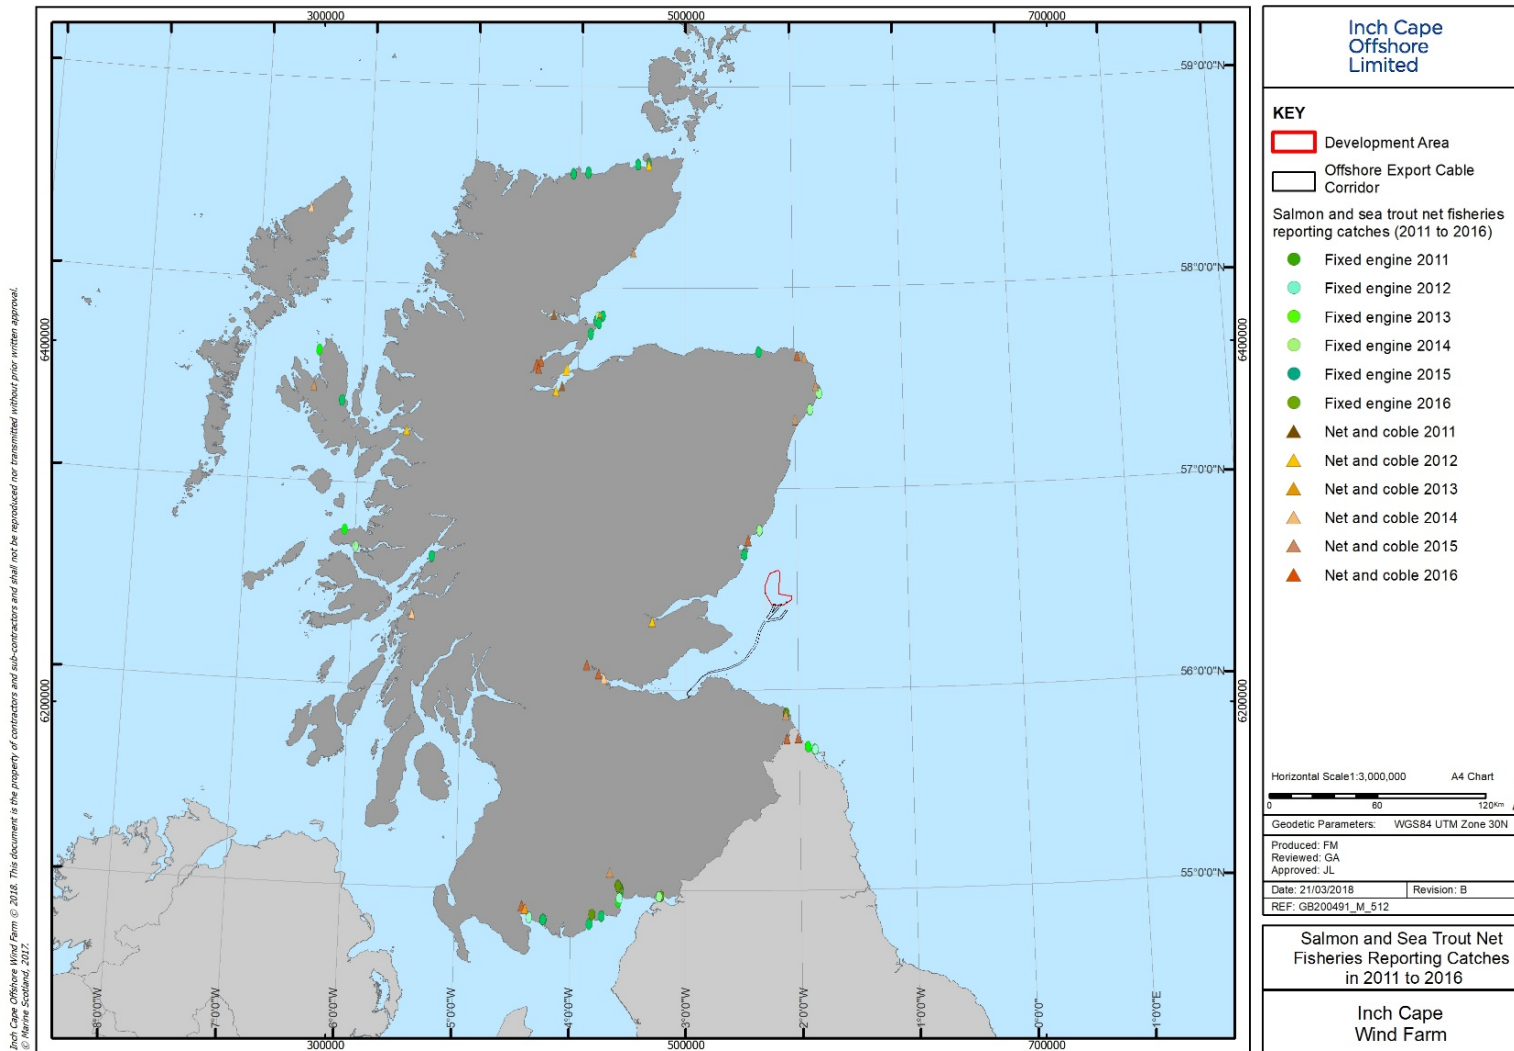 300000
500000
700000
59°0'0"N
58°0'0"N
6400000
6400000
57°0'0"N
56°0'0"N
6200000
6200000
55°0'0"N
8°0'0"W
7°0'0"W
6°0'0"W
5°0'0"W
4°0'0"W
3°0'0"W
2°0'0"W
1°0'0"W
0°0'0"
1°0'0"E
300000
500000
700000
Inch Cape Offshore Wind Farm © 2018. This document is the property of contractors and sub-contractors and shall not be reproduced nor transmitted without prior written approval.
© Marine Scotland, 2017.
Inch Cape
Offshore
Limited
KEY
Development Area
Offshore Export Cable
Corridor
Salmon and sea trout net fisheries
reporting catches (2011 to 2016)
Fixed engine 2011
Fixed engine 2012
Fixed engine 2013
Fixed engine 2014
Fixed engine 2015
Fixed engine 2016
Net and coble 2011
Net and coble 2012
Net and coble 2013
Net and coble 2014
Net and coble 2015
Net and coble 2016
Horizontal Scale1:3,000,000 A4 Chart
0 60 120Km
Geodetic Parameters: WGS84 UTM Zone 30N
Produced: FM
Reviewed: GA
Approved: JL
Date: 21/03/2018 Revision: B
REF: GB200491_M_512
Salmon and Sea Trout Net
Fisheries Reporting Catches
in 2011 to 2016
Inch Cape
Wind Farm